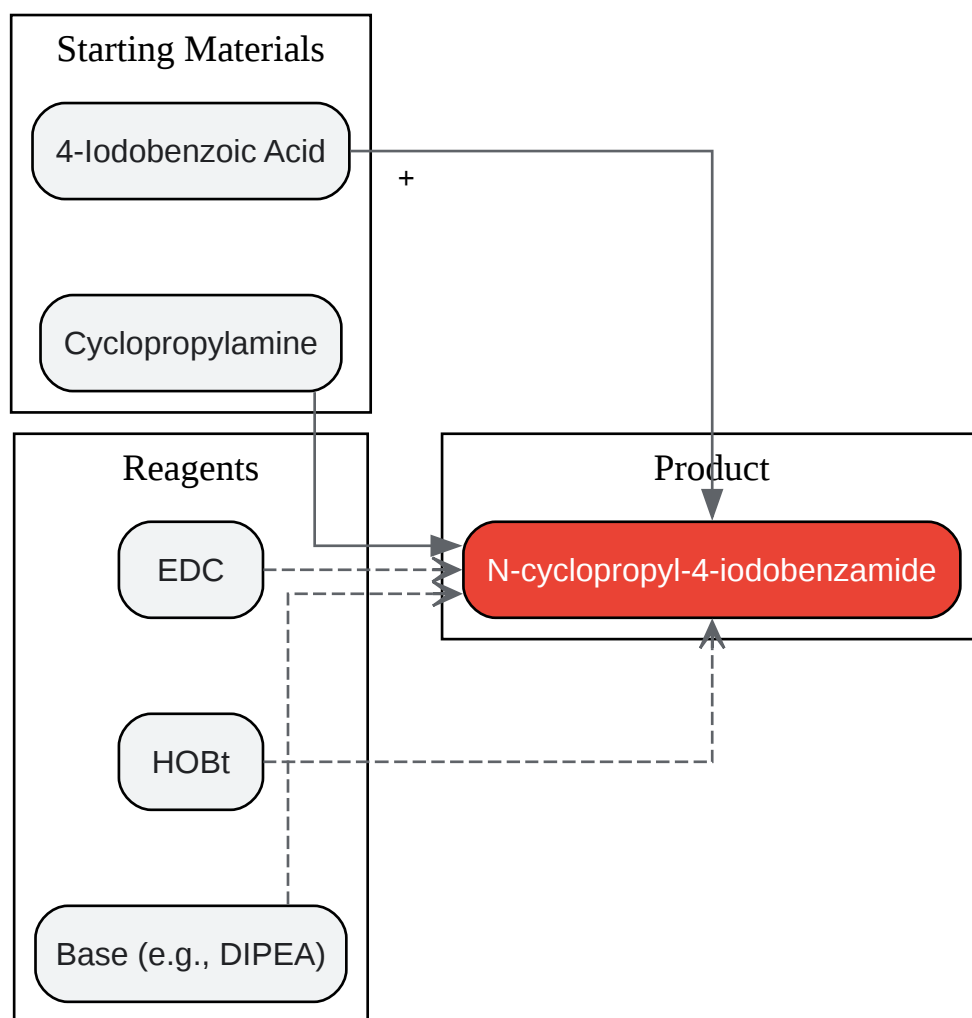 Starting Materials
4-Iodobenzoic Acid
+
Cyclopropylamine
Reagents
Product
EDC
N-cyclopropyl-4-iodobenzamide
HOBt
Base (e.g., DIPEA)